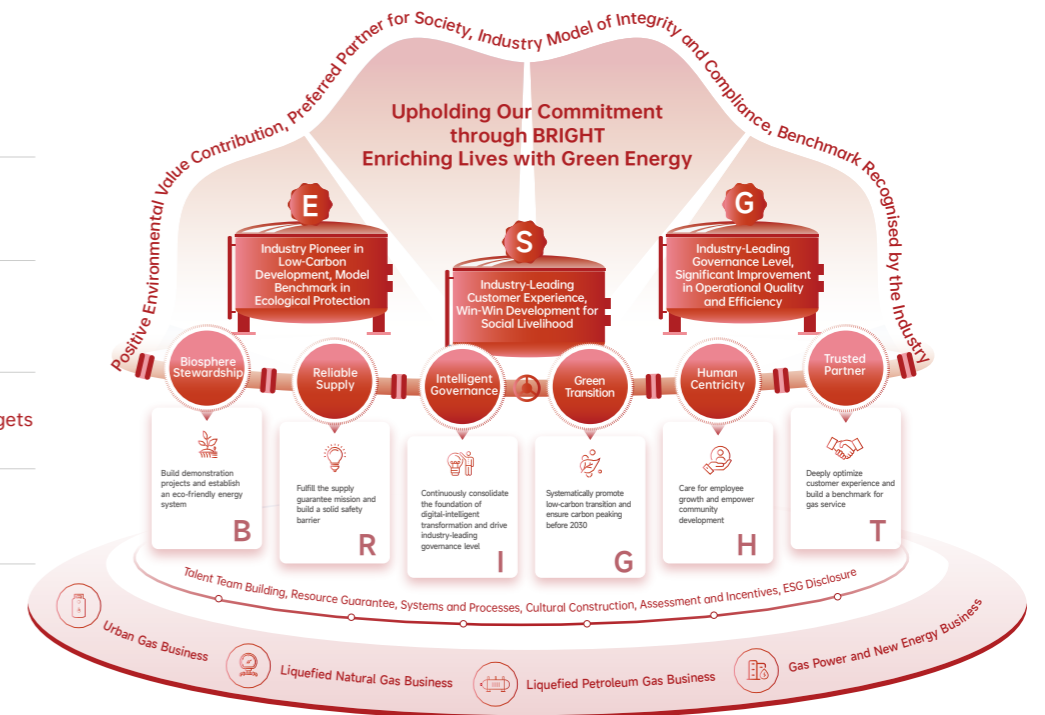 Positive Environmental Value Contribution, Preferred Partner for Society, Industry Model of Integrity and Compliance, Benchmark Recognised by the Industry
Upholding Our Commitment
through BRIGHT
Enriching Lives with Green Energy
E
Industry Pioneer in
Low-Carbon
Development, Model
Benchmark in
Ecological Protection
S
Industry-Leading
Customer Experience,
Win-Win Development for
Social Livelihood
G
Industry-Leading
Governance Level,
Significant Improvement
in Operational Quality
and Efficiency
gets
Biosphere
Stewardship
Build demonstration
projects and establish
an eco-friendly energy
system
B
Reliable
Supply
Fulfill the supply
guarantee mission and
build a solid safety
barrier
R
Intelligent
Governance
Continuously consolidate
the foundation of
digital-intelligent
transformation and drive
industry-leading
governance level
I
Green
Transition
Systematically promote
low-carbon transition and
ensure carbon peaking
before 2030
G
Human
Centricity
Care for employee
growth and empower
community
development
H
Trusted
Partner
Deeply optimize
customer experience and
build a benchmark for
gas service
T
Talent Team Building, Resource Guarantee, Systems and Processes, Cultural Construction, Assessment and Incentives, ESG Disclosure
Urban Gas Business
Liquefied Natural Gas Business
Liquefied Petroleum Gas Business
Gas Power and New Energy Business